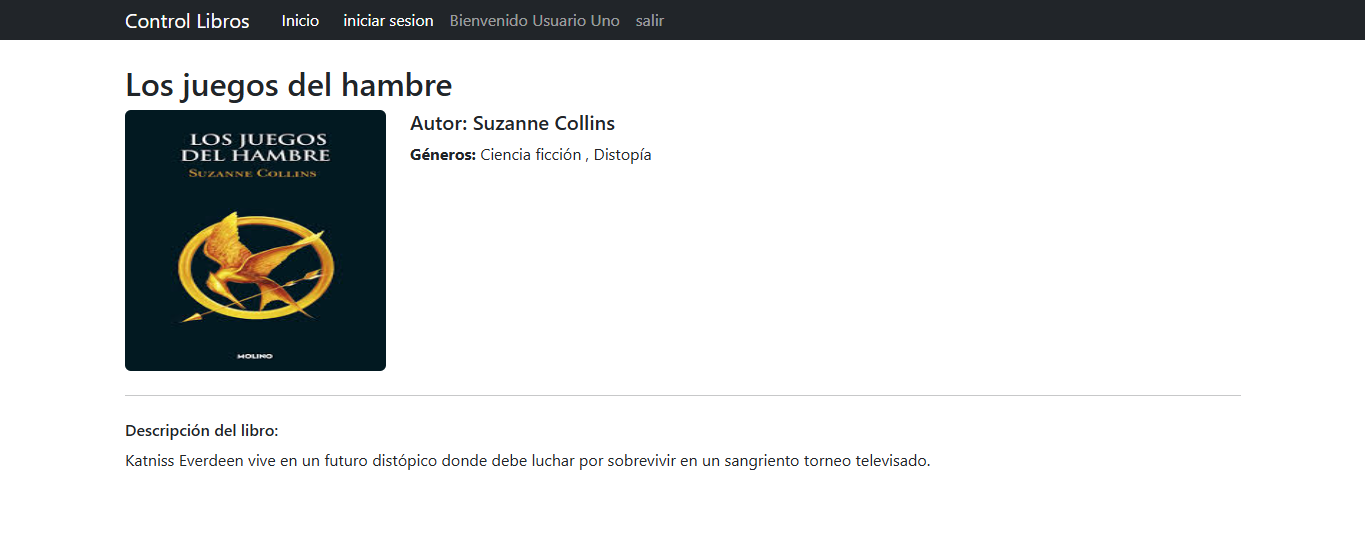 Control Libros Inicio iniciar sesion Bienvenido Usuario Uno salir
Los juegos del hambre
LOS JUEGOS
DEL HAMBRE
SUZANNE COLLINS
MOLINO
Autor: Suzanne Collins
Géneros: Ciencia ficción , Distopía
Descripción del libro:
Katniss Everdeen vive en un futuro distópico donde debe luchar por sobrevivir en un sangriento torneo televisado.